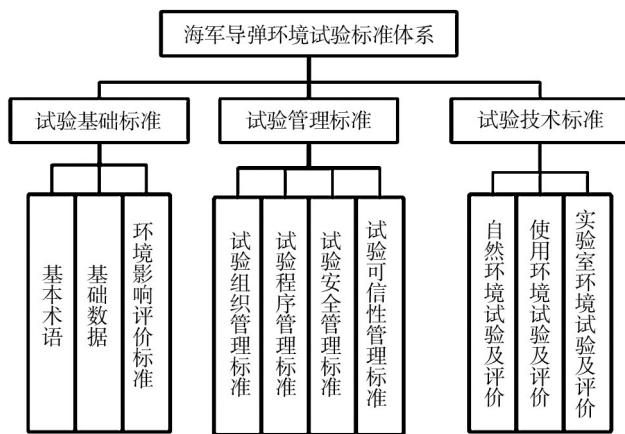 海军导弹环境试验标准体系
试验基础标准
试验管理标准
试验技术标准
基本术语
基础数据
环境影响评价标准
试验组织管理标准
试验程序管理标准
试验安全管理标准
试验可信性管理标准
自然环境试验及评价
使用环境试验及评价
实验室环境试验及评价